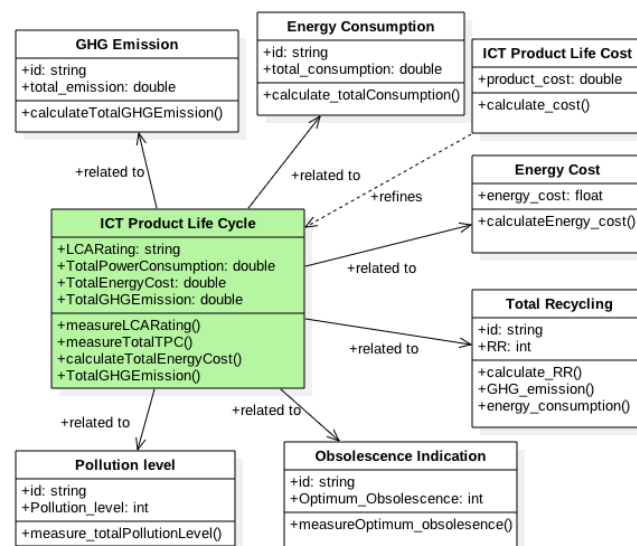 GHG Emission
+id: string
+total_emission: double
+calculateTotalGHGEmission()
Energy Consumption
+id: string
+total_consumption: double
+calculate_totalConsumption()
ICT Product Life Cost
+product_cost: double
+calculate_cost()
+related to
+related to
+refines
Energy Cost
+energy_cost: float
+calculateEnergy_cost()
ICT Product Life Cycle
+LCARating: string
+TotalPowerConsumption: double
+TotalEnergyCost: double
+TotalGHGEmission: double
+measureLCARating()
+measureTotalTPC()
+calculateTotalEnergyCost()
+TotalGHGEmission()
+related to
Total Recycling
+id: string
+RR: int
+calculate_RR()
+GHG_emission()
+energy_consumption()
+related to
+related to
+related to
Pollution level
+id: string
+Pollution_level: int
+measure_totalPollutionLevel()
Obsolescence Indication
+id: string
+Optimum_Obsolescence: int
+measureOptimum_obsolesence()